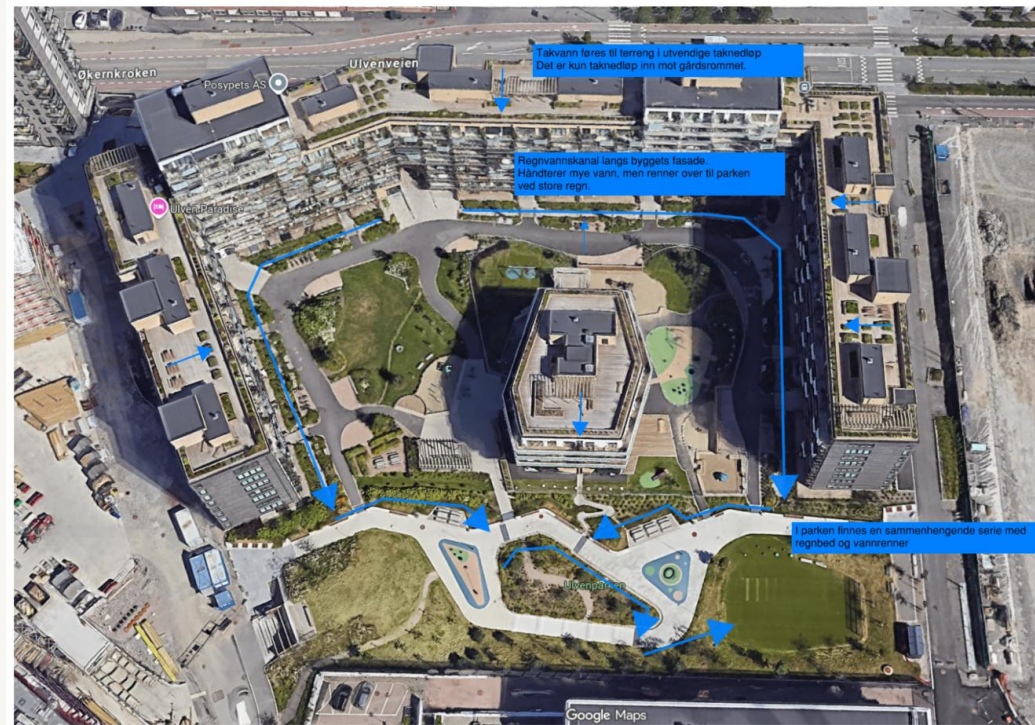 Takvann føres til terreng i utvendige taknedløp
Det er kun taknedløp inn mot gårdsrommet.
Ulvenveien
Økernkroken
Posypets AS
Regnvannskanal langs byggets fasade.
Håndterer mye vann, men renner over til parken
ved store regn.
Ulven Paradise
I parken finnes en sammenhengende serie med
regnbed og vannrenner
Ulvenparken
Google Maps